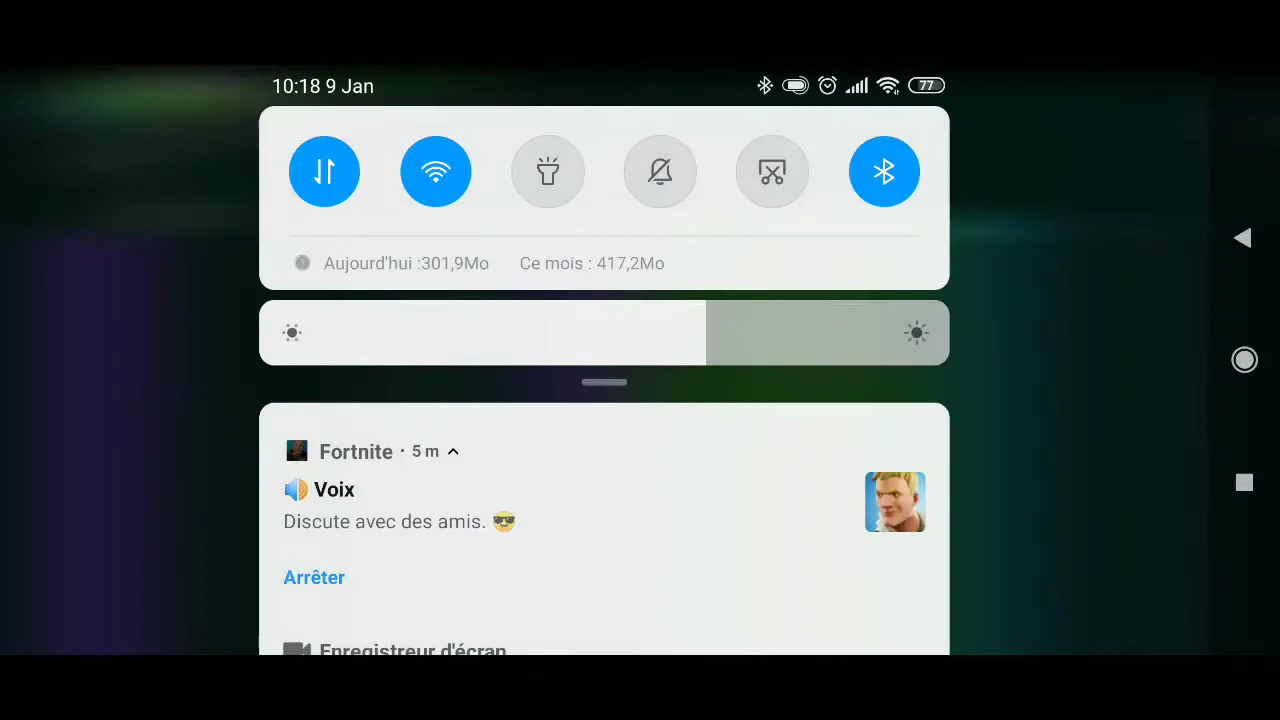 10:18 9 Jan
77
Aujourd'hui :301,9Mo Ce mois : 417,2Mo
Fortnite · 5 m
Voix
Discute avec des amis. 😎
Arrêter
Enregistreur d'écran